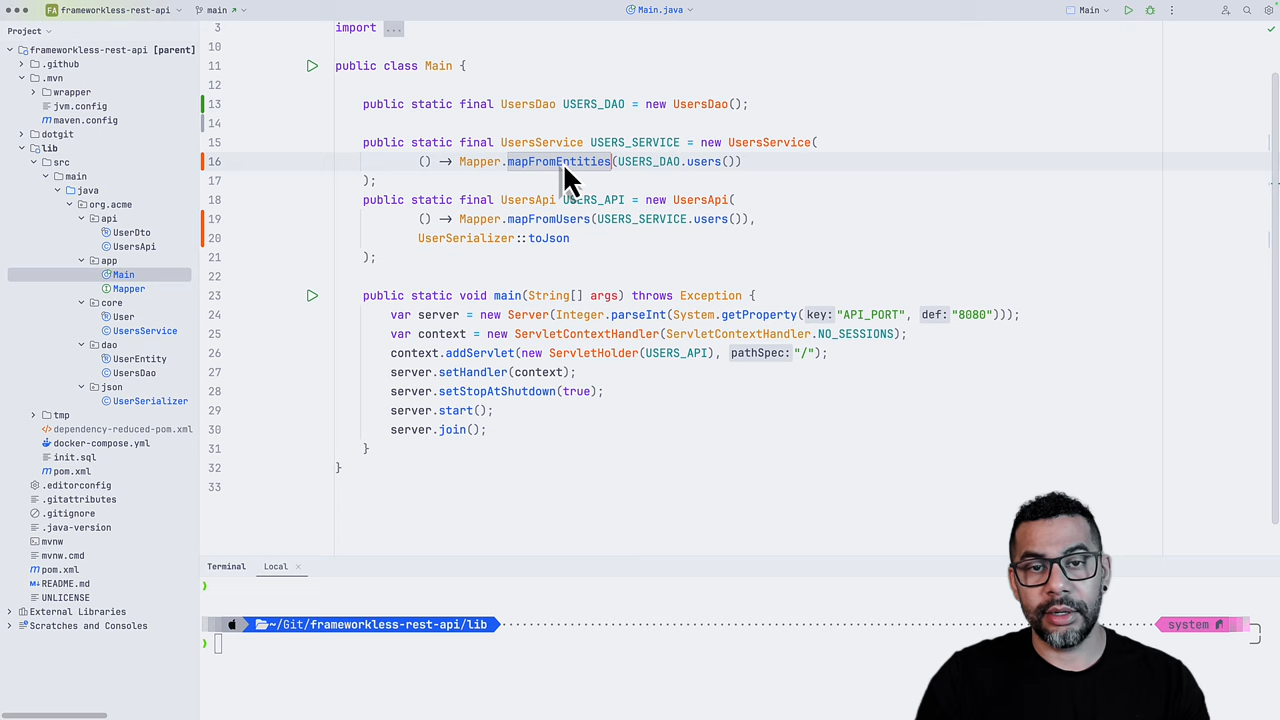 FA frameworkless-rest-api main Main.java Main
Project
frameworkless-rest-api [parent]
.github
.mvn
wrapper
jvm.config
maven.config
dotgit
lib
src
main
java
org.acme
api
UserDto
UsersApi
app
Main
Mapper
core
User
UsersService
dao
UserEntity
UsersDao
json
UserSerializer
tmp
dependency-reduced-pom.xml
docker-compose.yml
init.sql
pom.xml
.editorconfig
.gitattributes
.gitignore
.java-version
mvnw
mvnw.cmd
pom.xml
README.md
UNLICENSE
External Libraries
Scratches and Consoles
3 import ...
10
11 public class Main {
12
13 public static final UsersDao USERS_DAO = new UsersDao();
14
15 public static final UsersService USERS_SERVICE = new UsersService(
16 () -> Mapper.mapFromEntities(USERS_DAO.users())
17 );
18 public static final UsersApi USERS_API = new UsersApi(
19 () -> Mapper.mapFromUsers(USERS_SERVICE.users()),
20 UserSerializer::toJson
21 );
22
23 public static void main(String[] args) throws Exception {
24 var server = new Server(Integer.parseInt(System.getProperty( key: "API_PORT", def: "8080")));
25 var context = new ServletContextHandler(ServletContextHandler.NO_SESSIONS);
26 context.addServlet(new ServletHolder(USERS_API), pathSpec: "/");
27 server.setHandler(context);
28 server.setStopAtShutdown(true);
29 server.start();
30 server.join();
31 }
32 }
33
Terminal Local
~/Git/frameworkless-rest-api/lib system